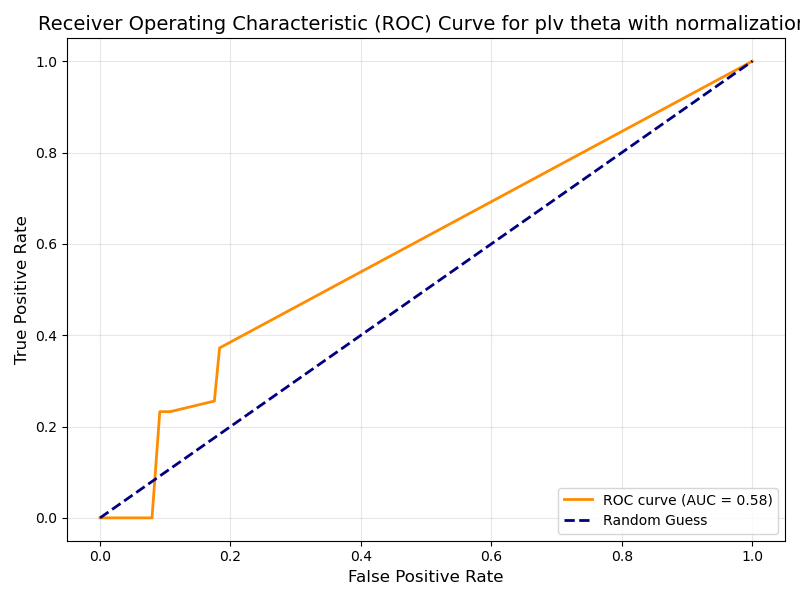 Receiver Operating Characteristic (ROC) Curve for plv theta with normalization
1.0
0.8
0.6
0.4
0.2
0.0
True Positive Rate
0.0 0.2 0.4 0.6 0.8 1.0
False Positive Rate
ROC curve (AUC = 0.58)
Random Guess